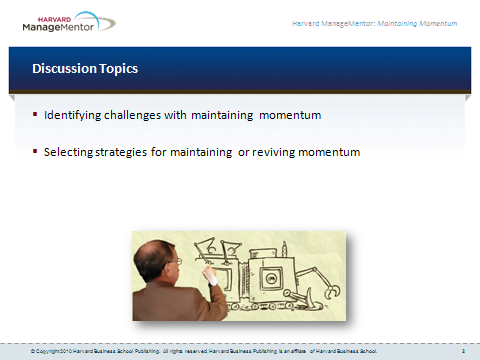 HARVARD
ManageMentor
Harvard ManageMentor: Maintaining Momentum
Discussion Topics
Identifying challenges with maintaining momentum
Selecting strategies for maintaining or reviving momentum
© Copyright 2010 Harvard Business School Publishing. All rights reserved. Harvard Business Publishing is an affiliate of Harvard Business School.